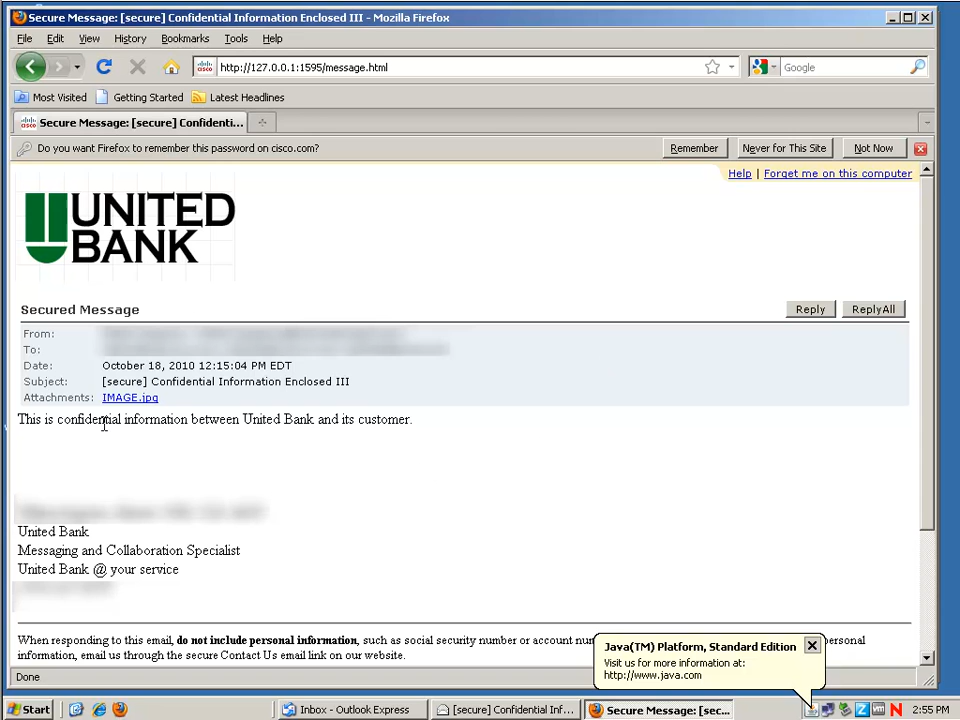 Secure Message: [secure] Confidential Information Enclosed III - Mozilla Firefox
File Edit View History Bookmarks Tools Help
http://127.0.0.1:1595/message.html
Google
Most Visited Getting Started Latest Headlines
Secure Message: [secure] Confidenti...
Do you want Firefox to remember this password on cisco.com? Remember Never for This Site Not Now
Help | Forget me on this computer
UNITED
BANK
Secured Message Reply ReplyAll
From:
To:
Date: October 18, 2010 12:15:04 PM EDT
Subject: [secure] Confidential Information Enclosed III
Attachments: IMAGE.jpg
This is confidential information between United Bank and its customer.
United Bank
Messaging and Collaboration Specialist
United Bank @ your service
When responding to this email, do not include personal information, such as social security number or account nu personal
information, email us through the secure Contact Us email link on our website.
Java(TM) Platform, Standard Edition
Visit us for more information at:
http://www.java.com
Done
Start Inbox - Outlook Express [secure] Confidential Inf... Secure Message: [sec... 2:55 PM